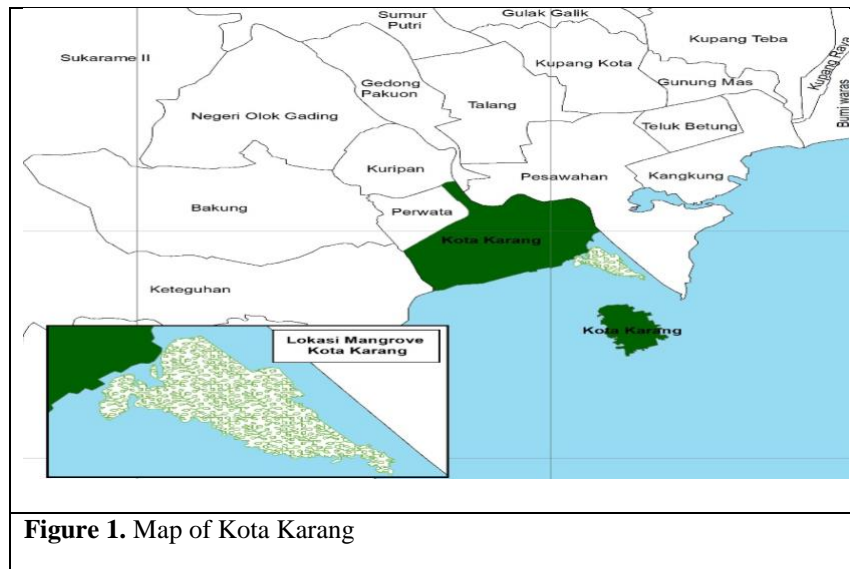 Sumur
Putri
Gulak Galik
Kupang Teba
Kupang Raya
Bumi waras
Sukarame II
Kupang Kota
Gunung Mas
Gedong
Pakuon
Talang
Negeri Olok Gading
Teluk Betung
Kuripan
Pesawahan
Kangkung
Bakung
Perwata
Kota Karang
Keteguhan
Kota Karang
Lokasi Mangrove
Kota Karang
Figure 1. Map of Kota Karang